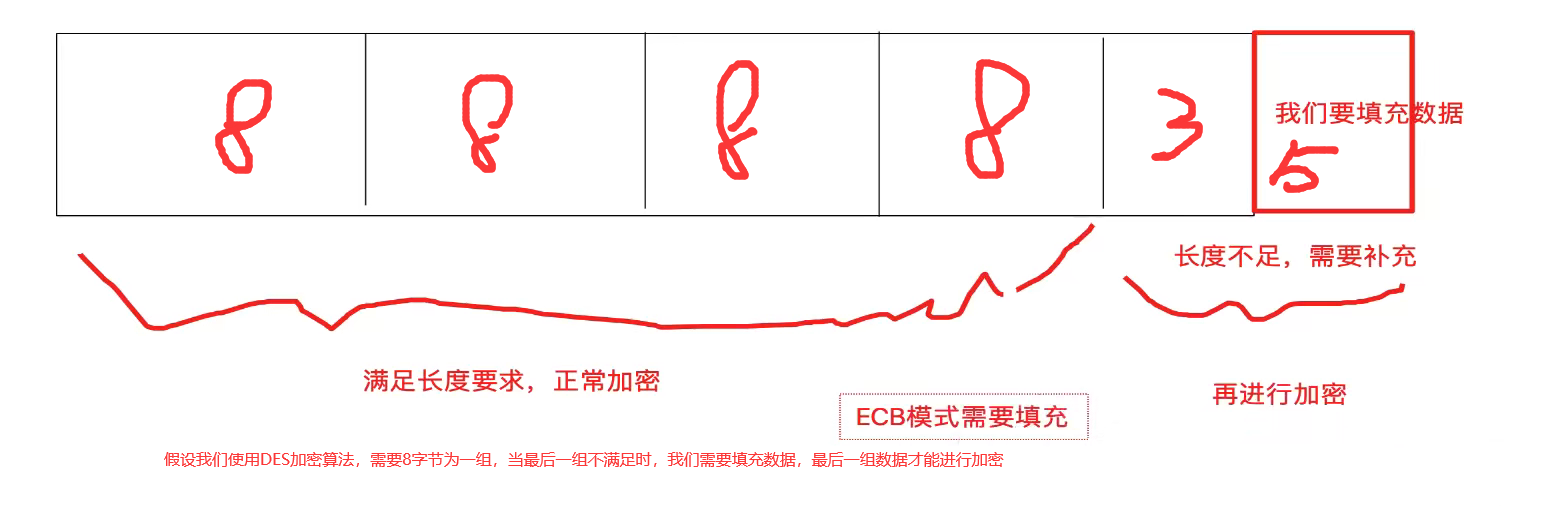 8 8 8 8 3 我们要填充数据
5
长度不足，需要补充
满足长度要求，正常加密
再进行加密
ECB模式需要填充
假设我们使用DES加密算法，需要8字节为一组，当最后一组不满足时，我们需要填充数据，最后一组数据才能进行加密